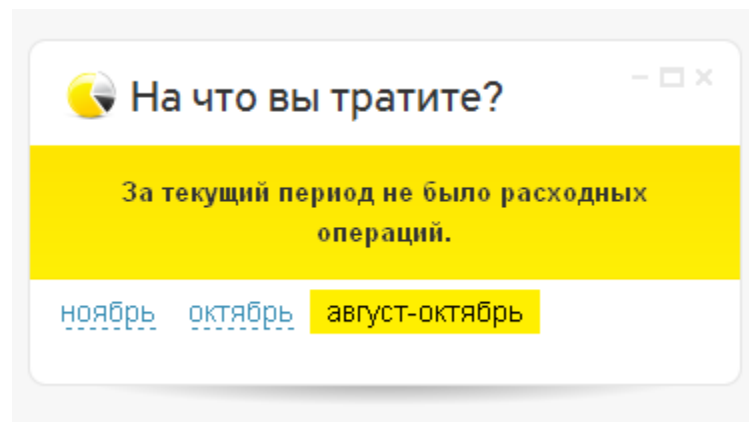 На что вы тратите?
За текущий период не было расходных
операций.
ноябрь октябрь август-октябрь